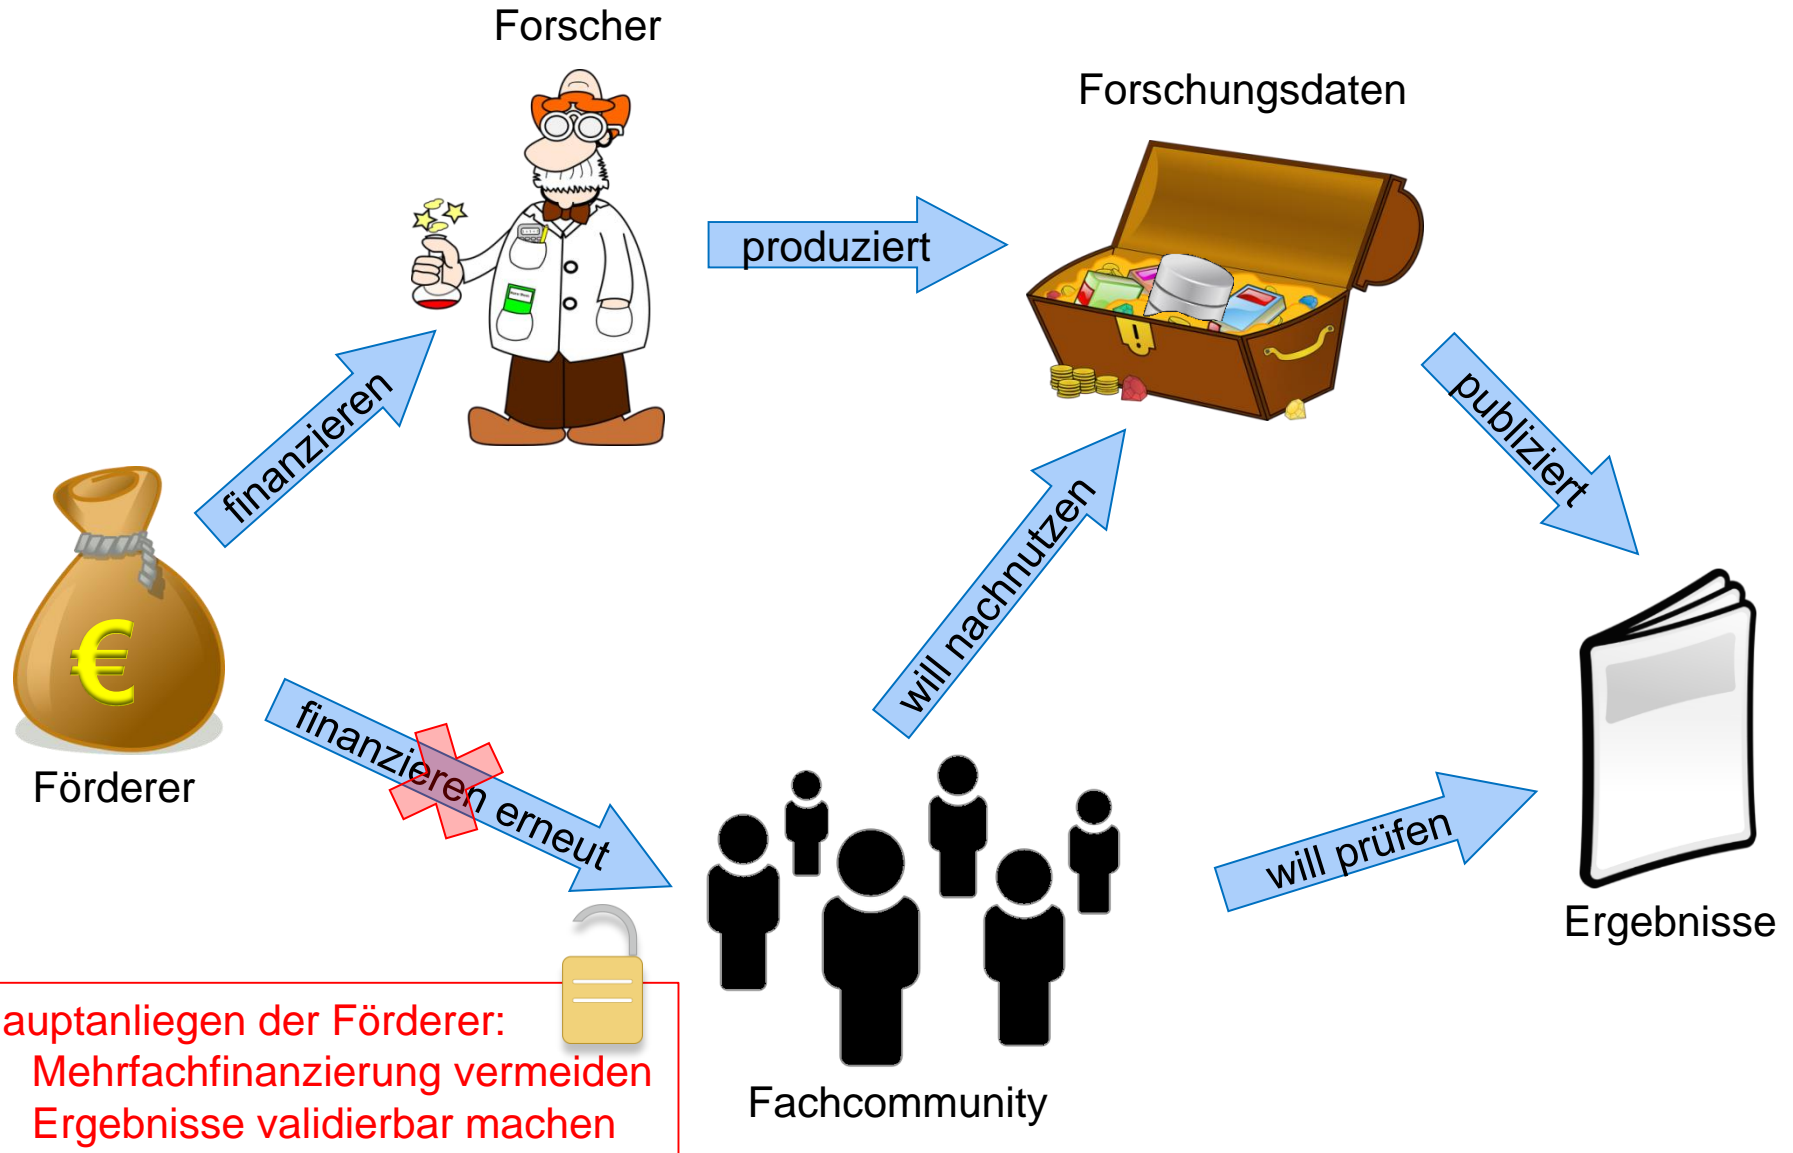 Forscher
Forschungsdaten
produziert
finanzieren
publiziert
will nachnutzen
€
Förderer
finanzieren erneut
will prüfen
Ergebnisse
auptanliegen der Förderer:
Mehrfachfinanzierung vermeiden
Ergebnisse validierbar machen
Fachcommunity